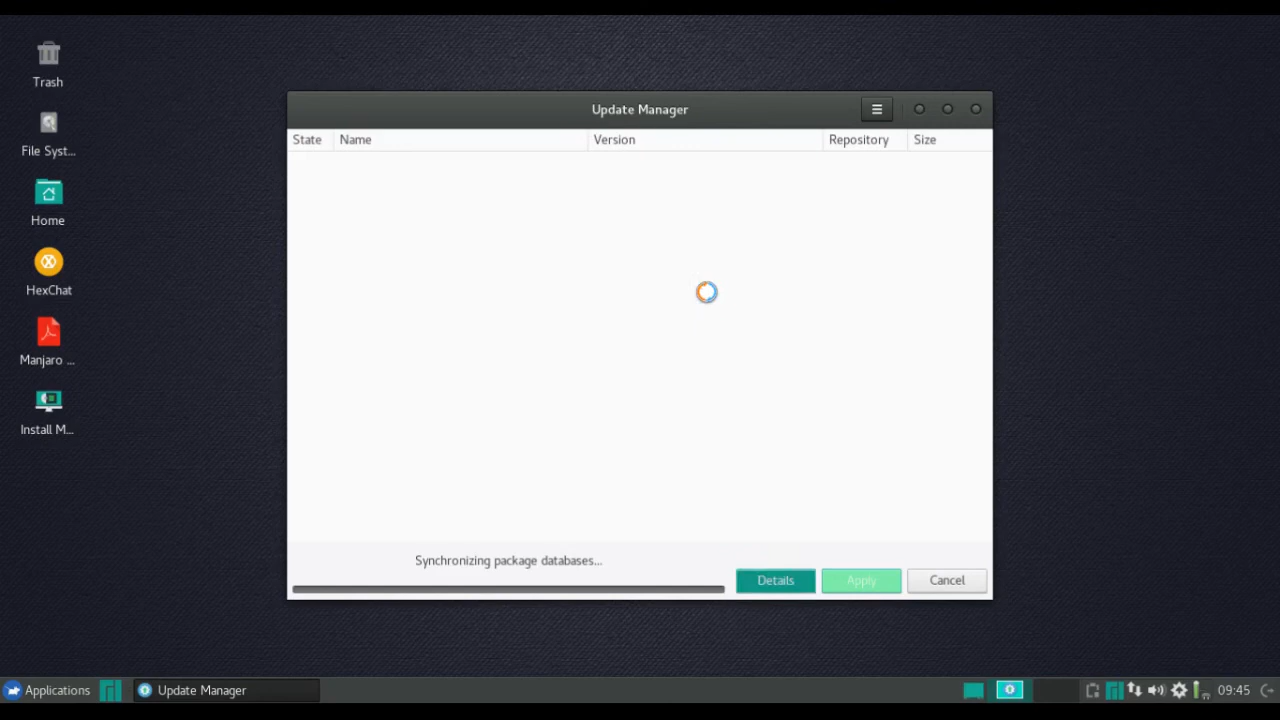 Trash
File Syst...
Home
HexChat
Manjaro ...
Install M...
Update Manager
State Name Version Repository Size
Synchronizing package databases...
Details Apply Cancel
Applications Update Manager 09:45